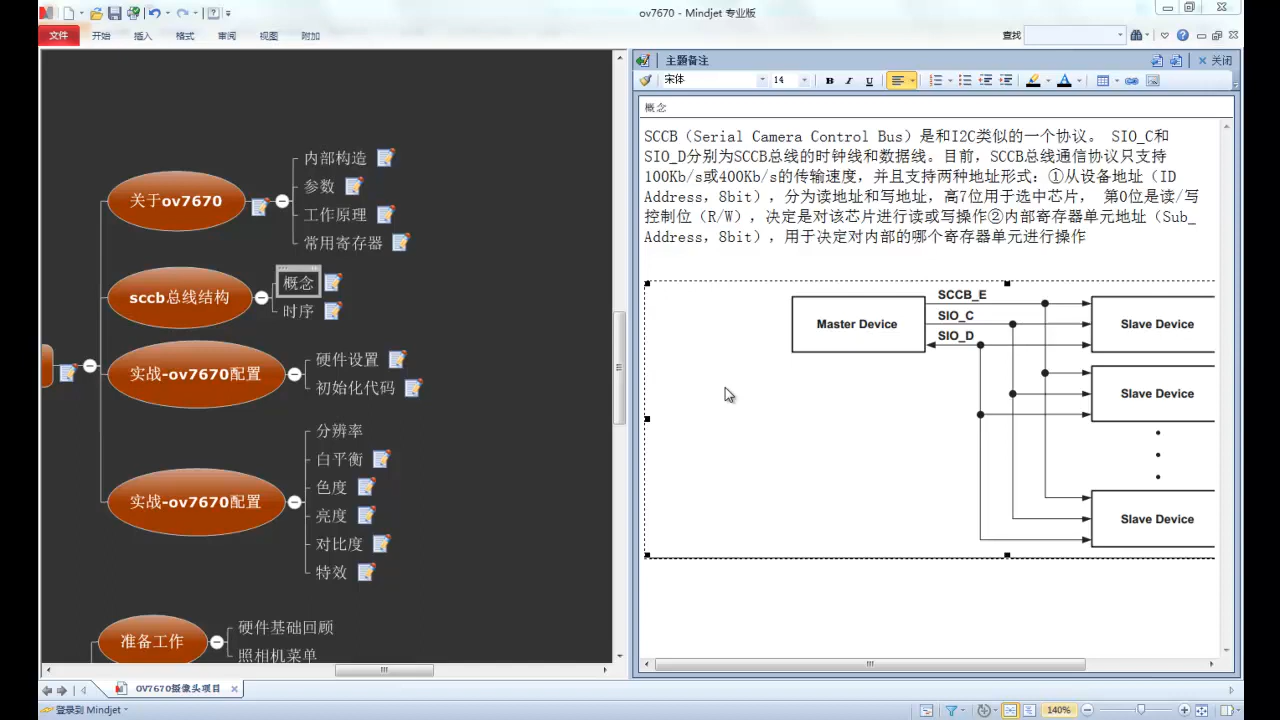 ov7670 - Mindjet 专业版
文件 开始 插入 格式 审阅 视图 附加 查找
主题备注 关闭
宋体 14 B I U A
概念
SCCB（Serial Camera Control Bus）是和I2C类似的一个协议。 SIO_C和
SIO_D分别为SCCB总线的时钟线和数据线。目前，SCCB总线通信协议只支持
100Kb/s或400Kb/s的传输速度，并且支持两种地址形式：①从设备地址（ID
Address，8bit），分为读地址和写地址，高7位用于选中芯片， 第0位是读/写
控制位（R/W），决定是对该芯片进行读或写操作②内部寄存器单元地址（Sub_
Address，8bit），用于决定对内部的哪个寄存器单元进行操作
SCCB_E
SIO_C
SIO_D
Master Device
Slave Device
Slave Device
Slave Device
关于ov7670
内部构造
参数
工作原理
常用寄存器
sccb总线结构
概念
时序
实战-ov7670配置
硬件设置
初始化代码
实战-ov7670配置
分辨率
白平衡
色度
亮度
对比度
特效
准备工作
硬件基础回顾
照相机菜单
OV7670摄像头项目
登录到 Mindjet
140%